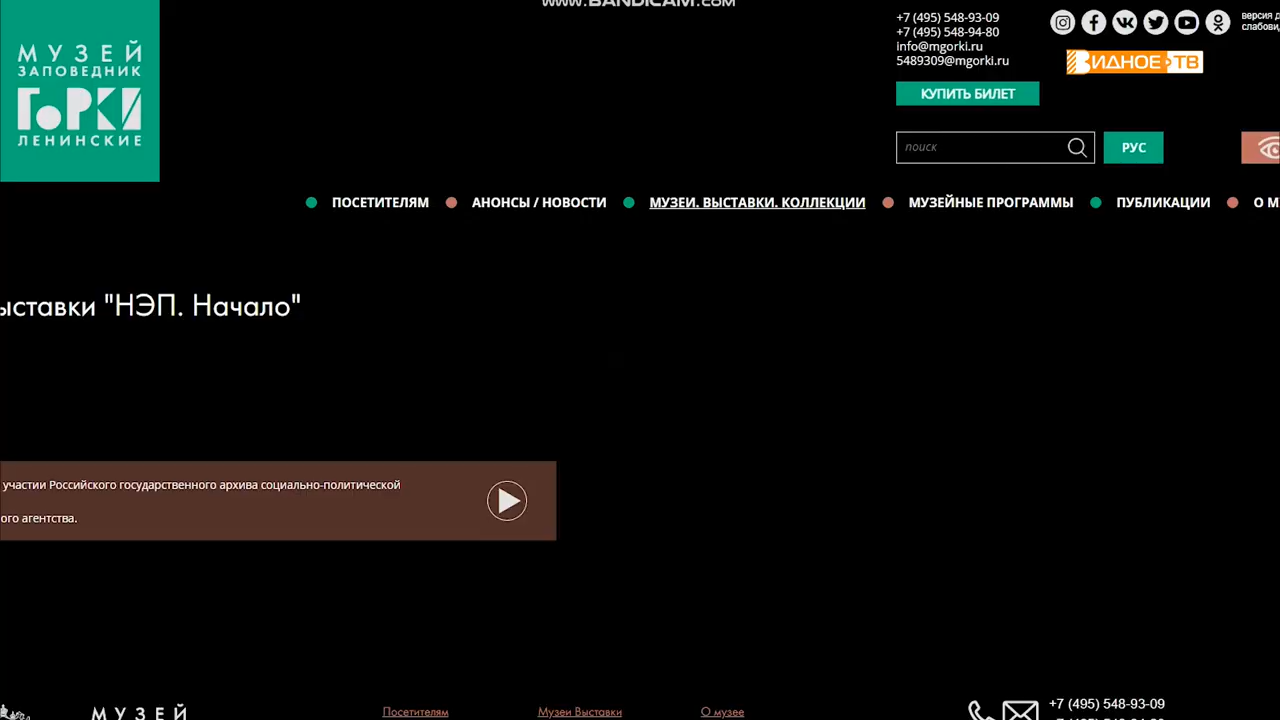 www.BANDICAM.com
МУЗЕЙ
ЗАПОВЕДНИК
ГОРКИ
ЛЕНИНСКИЕ
+7 (495) 548-93-09
+7 (495) 548-94-80
info@mgorki.ru
5489309@mgorki.ru
версия д
слабовид
ВИДНОЕ ТВ
КУПИТЬ БИЛЕТ
поиск
РУС
ПОСЕТИТЕЛЯМ
АНОНСЫ / НОВОСТИ
МУЗЕИ. ВЫСТАВКИ. КОЛЛЕКЦИИ
МУЗЕЙНЫЕ ПРОГРАММЫ
ПУБЛИКАЦИИ
О М
ыставки "НЭП. Начало"
участии Российского государственного архива социально-политической
ого агентства.
МУЗЕЙ
Посетителям
Музеи Выставки
О музее
+7 (495) 548-93-09